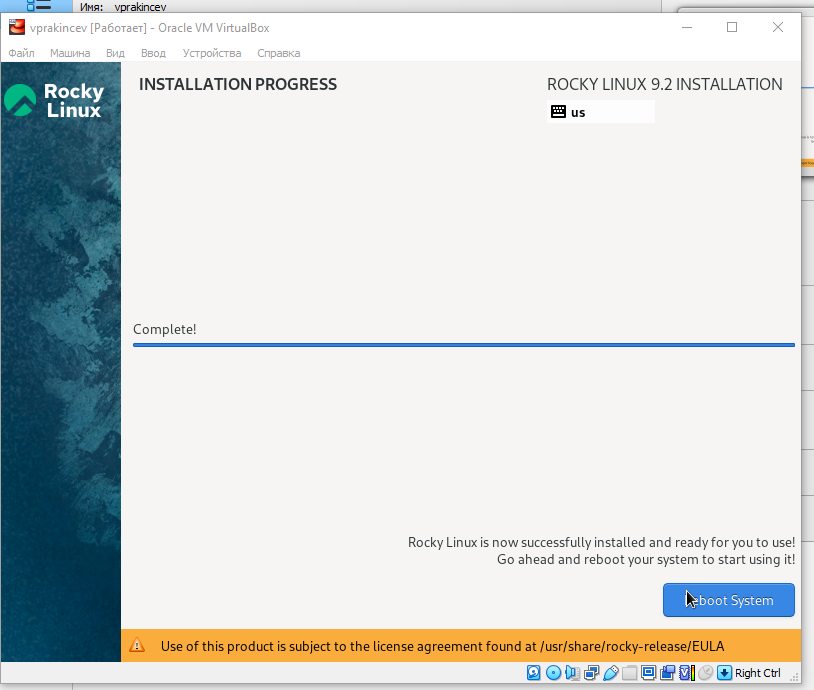 Имя: vprakincev
vprakincev [Работает] - Oracle VM VirtualBox
Файл Машина Вид Ввод Устройства Справка
Rocky
Linux
INSTALLATION PROGRESS
ROCKY LINUX 9.2 INSTALLATION
us
Complete!
Rocky Linux is now successfully installed and ready for you to use!
Go ahead and reboot your system to start using it!
Reboot System
Use of this product is subject to the license agreement found at /usr/share/rocky-release/EULA
Right Ctrl